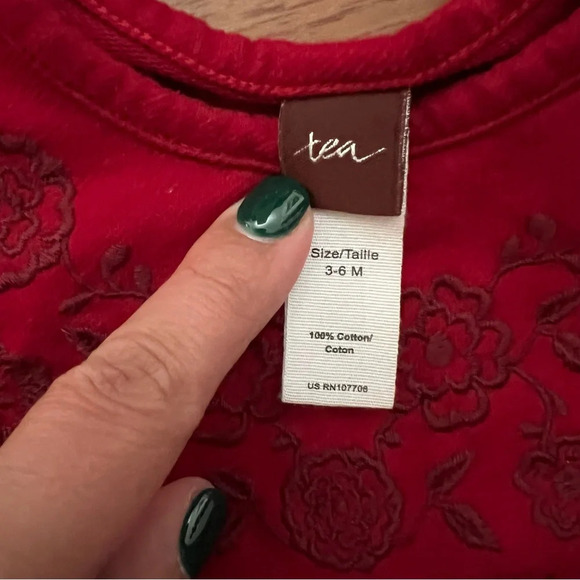 tea
Size/Taille
3-6 M
100% Cotton/
Coton
US RN107706